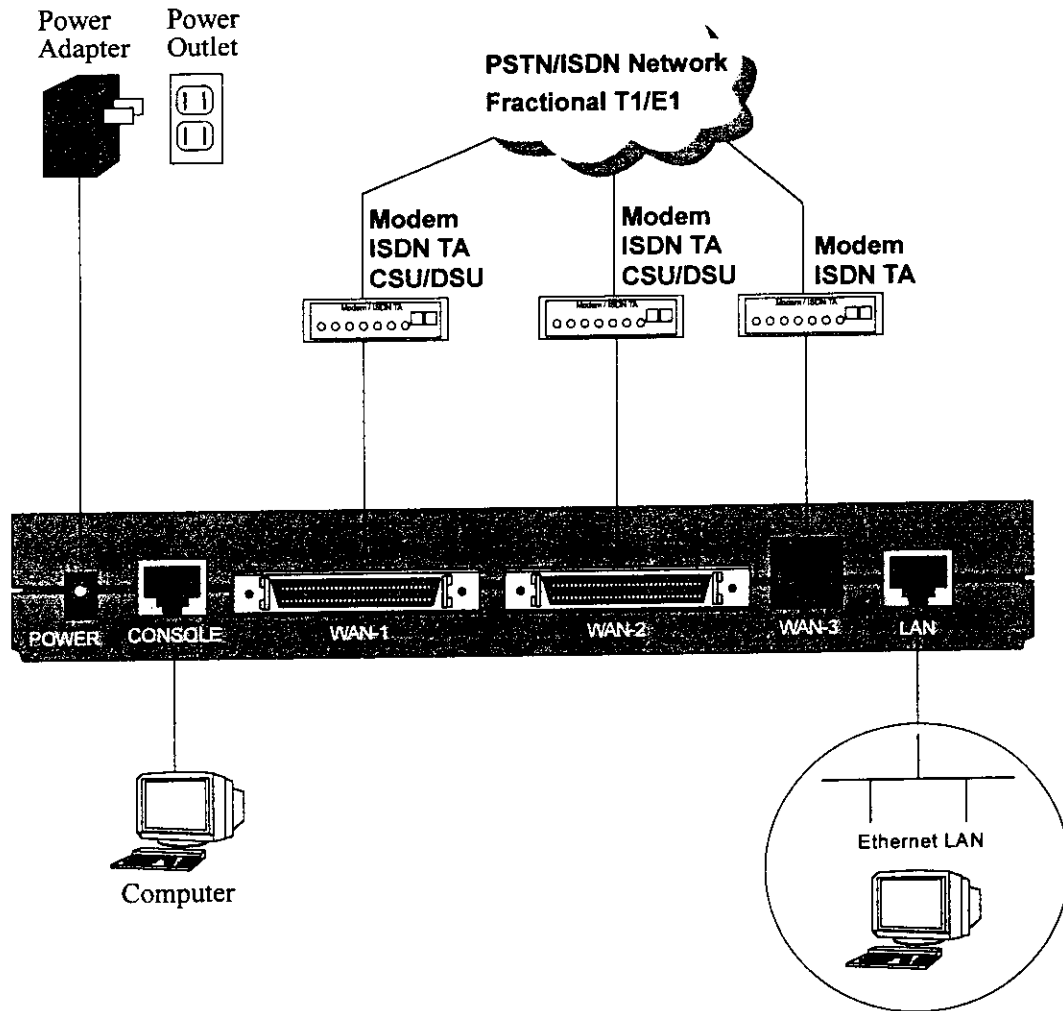 Power
Adapter
Power
Outlet
PSTN/ISDN Network
Fractional T1/E1
Modem
ISDN TA
CSU/DSU
Modem
ISDN TA
CSU/DSU
Modem
ISDN TA
Modem / ISDN TA
Modem / ISDN TA
Modem / ISDN TA
POWER
CONSOLE
WAN-1
WAN-2
WAN-3
LAN
Computer
Ethernet LAN